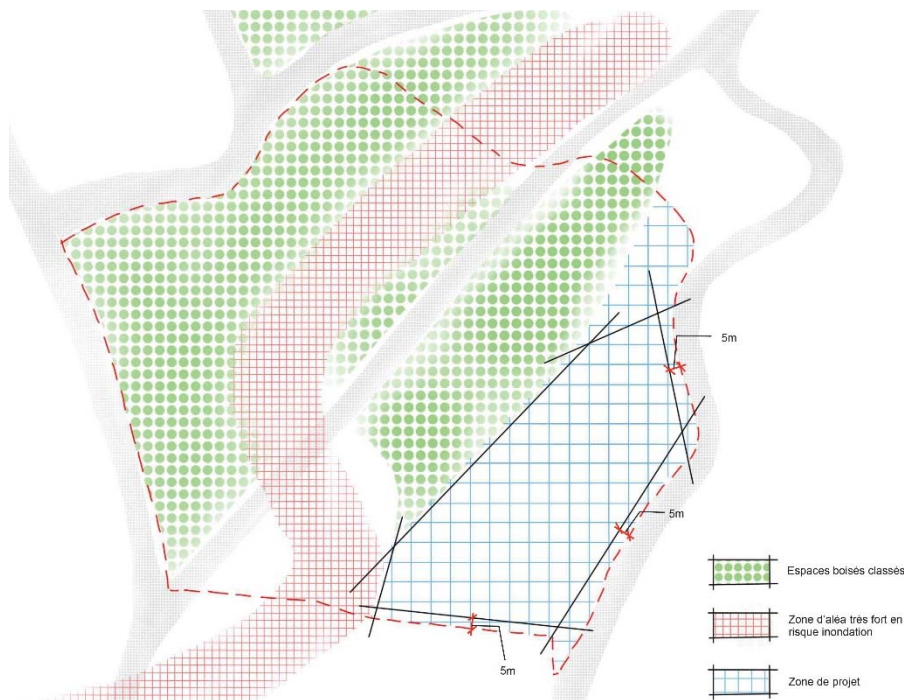 5m
5m
5m
Espaces boisés classés
Zone d'aléa très fort en
risque inondation
Zone de projet